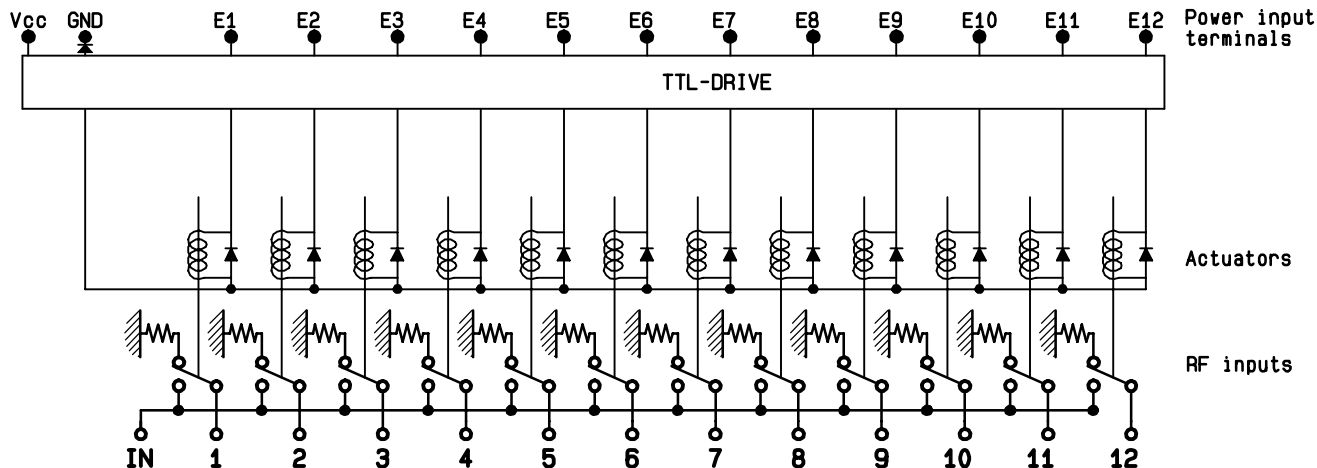 Vcc GND E1 E2 E3 E4 E5 E6 E7 E8 E9 E10 E11 E12 Power input
terminals
TTL-DRIVE
Actuators
RF inputs
IN 1 2 3 4 5 6 7 8 9 10 11 12